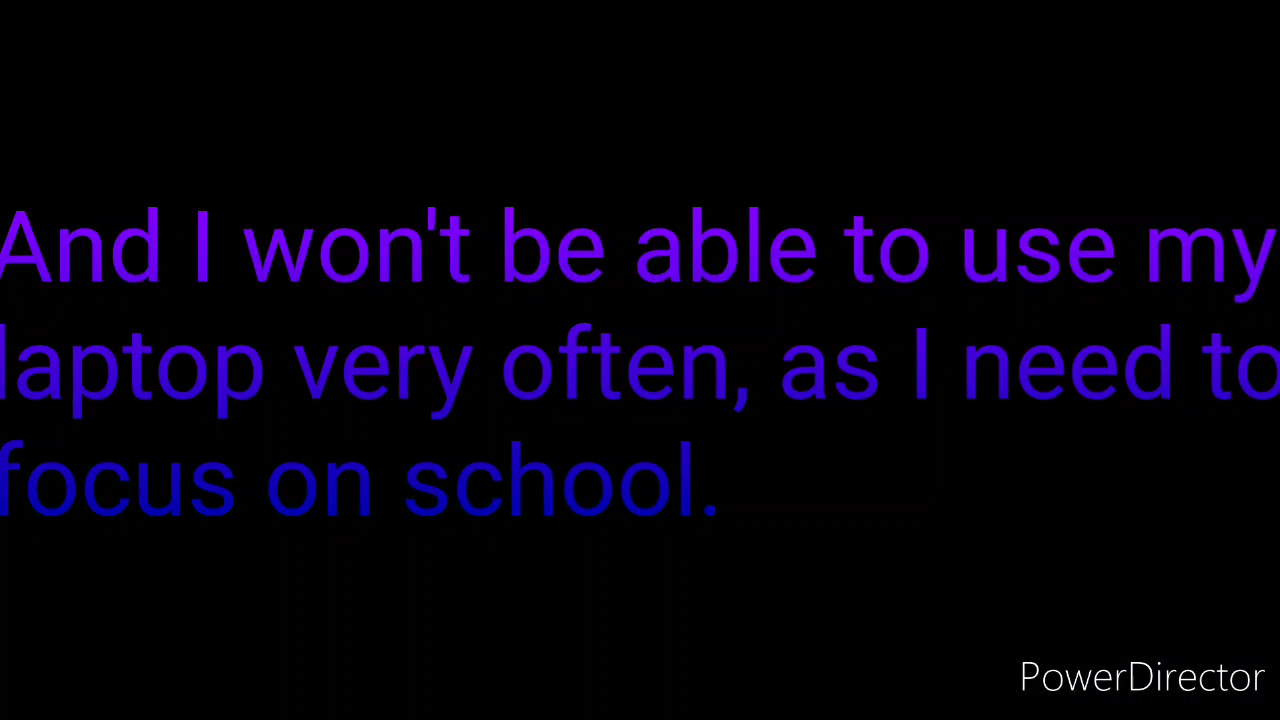 And I won't be able to use my
laptop very often, as I need to
focus on school.
PowerDirector